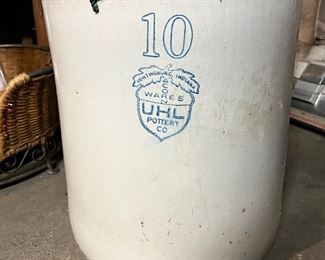 10
HUNTINGBURG, INDIANA
ACORN
WARES
UHL
POTTERY
CO